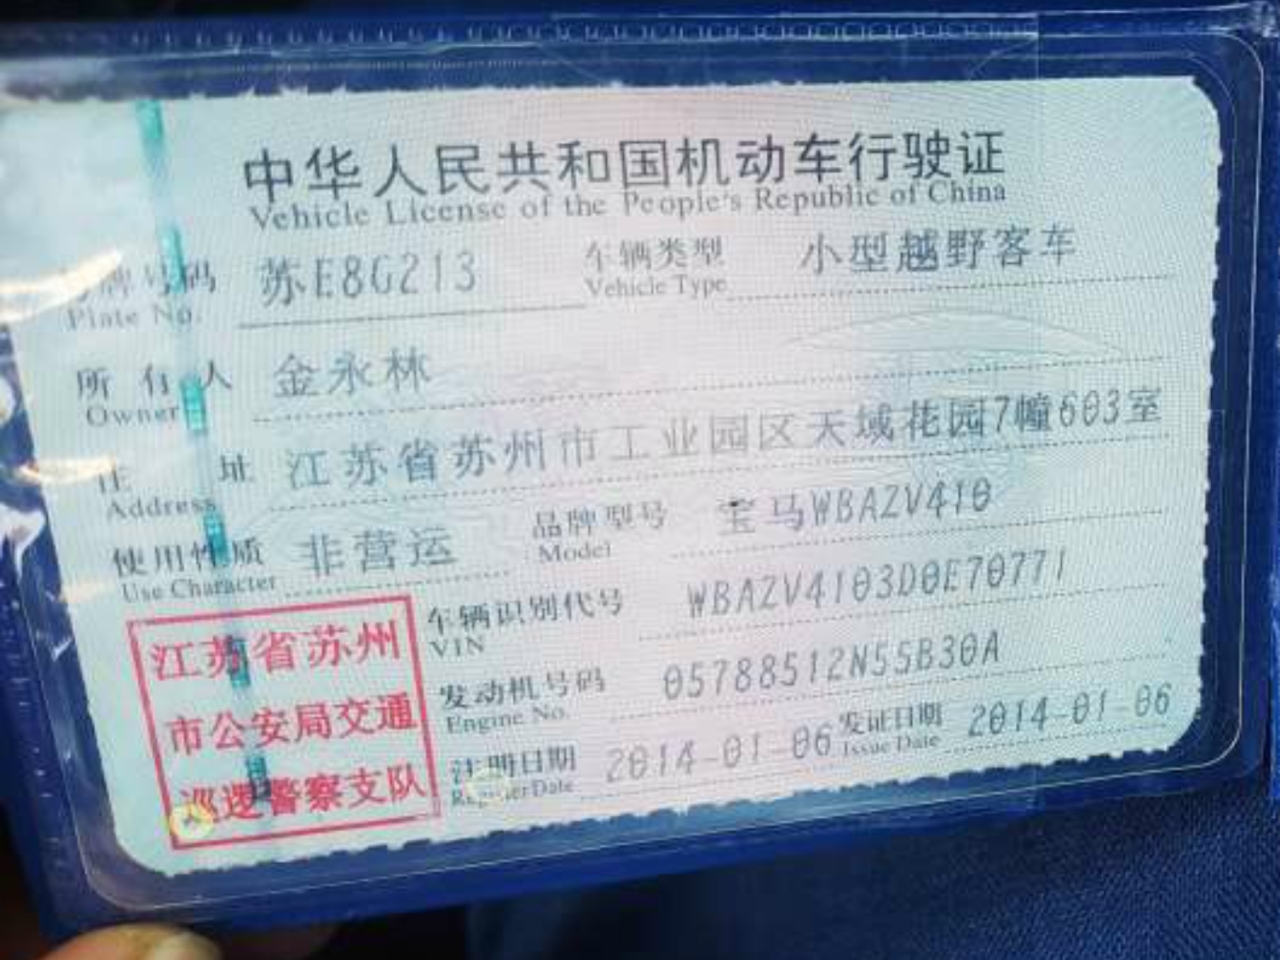 中华人民共和国机动车行驶证
Vehicle License of the People's Republic of China
号牌号码 苏E8G213 车辆类型 小型越野客车
Plate No. Vehicle Type
所有人 金永林
Owner
住址 江苏省苏州市工业园区天域花园7幢603室
Address
使用性质 非营运 品牌型号 宝马WBAZV410
Use Character Model
车辆识别代号 WBAZV4103D0E70771
VIN
发动机号码 05788512N55B30A
Engine No.
注册日期 2014-01-06 发证日期 2014-01-06
Register Date Issue Date
江苏省苏州
市公安局交通
巡逻警察支队